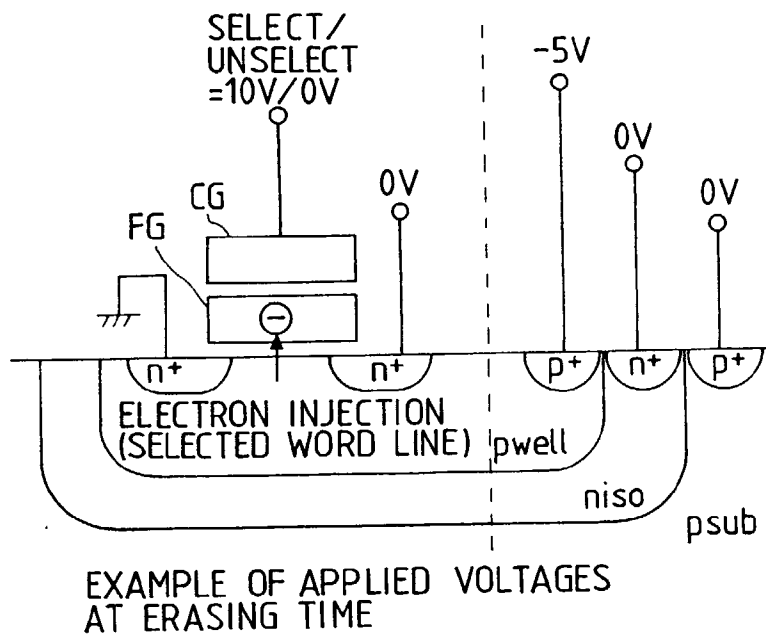 SELECT/
UNSELECT
=10V/0V
-5V
0V
0V
0V
CG
FG
n+
n+
p+
n+
p+
ELECTRON INJECTION
(SELECTED WORD LINE)
pwell
niso
psub
EXAMPLE OF APPLIED VOLTAGES
AT ERASING TIME